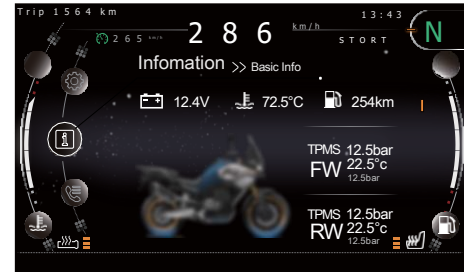 Trip 1564 km
13:43
265 km/h
286 km/h
STORT
N
Infomation >> Basic Info
12.4V
72.5°C
254km
TPMS 12.5bar
FW 22.5°c
12.5bar
TPMS 12.5bar
RW 22.5°c
12.5bar